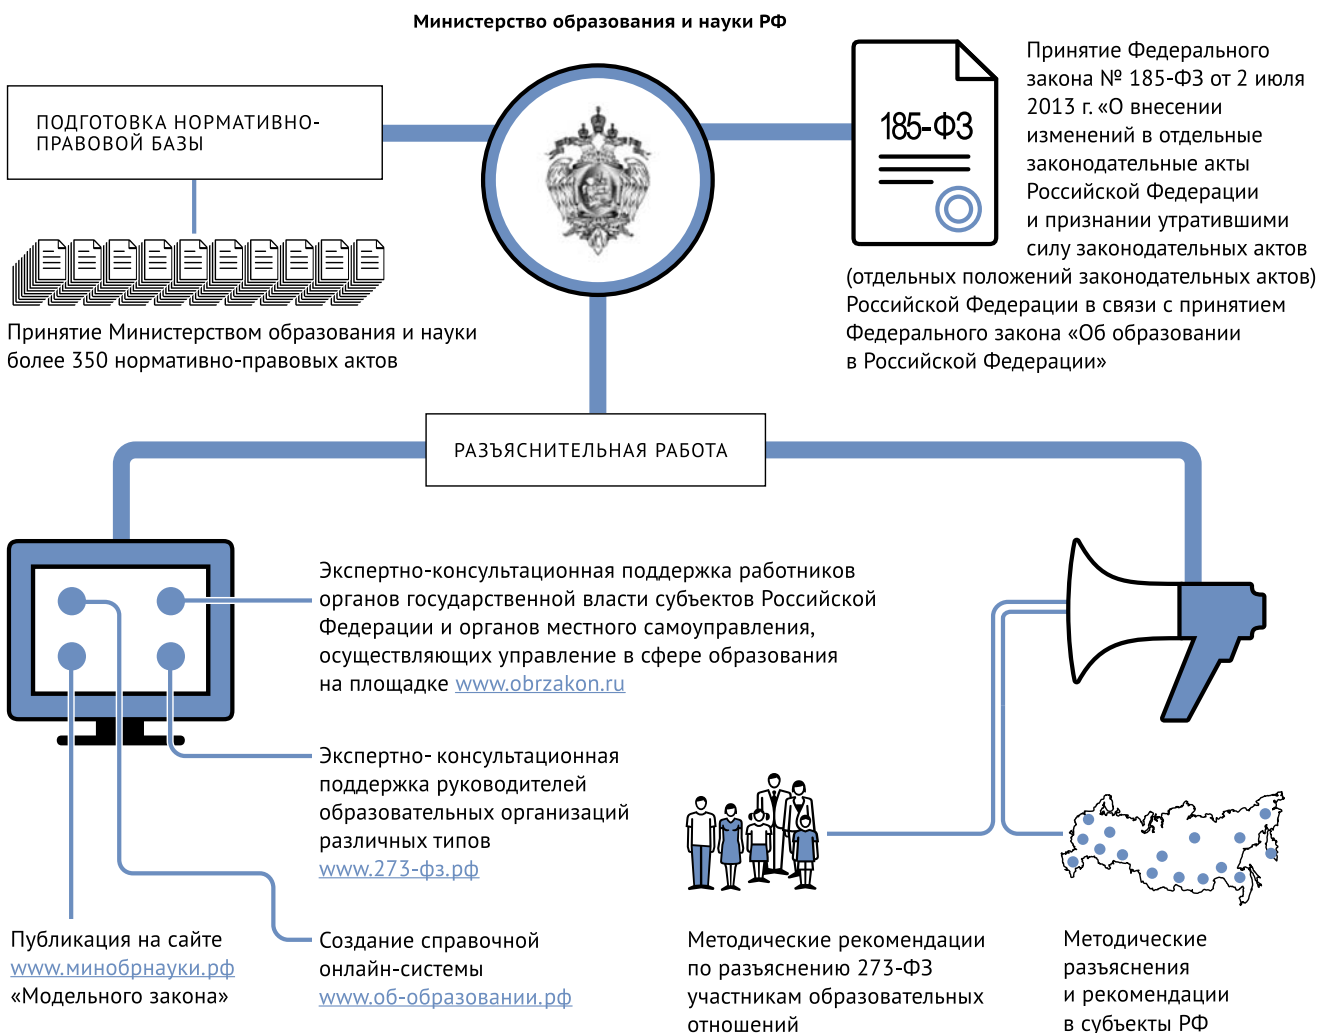 Министерство образования и науки РФ
ПОДГОТОВКА НОРМАТИВНО-
ПРАВОВОЙ БАЗЫ
Принятие Министерством образования и науки
более 350 нормативно-правовых актов
185-ФЗ
Принятие Федерального
закона № 185-ФЗ от 2 июля
2013 г. «О внесении
изменений в отдельные
законодательные акты
Российской Федерации
и признании утратившими
силу законодательных актов
(отдельных положений законодательных актов)
Российской Федерации в связи с принятием
Федерального закона «Об образовании
в Российской Федерации»
РАЗЪЯСНИТЕЛЬНАЯ РАБОТА
Экспертно-консультационная поддержка работников
органов государственной власти субъектов Российской
Федерации и органов местного самоуправления,
осуществляющих управление в сфере образования
на площадке www.obrzakon.ru
Экспертно- консультационная
поддержка руководителей
образовательных организаций
различных типов
www.273-фз.рф
Публикация на сайте
www.минобрнауки.рф
«Модельного закона»
Создание справочной
онлайн-системы
www.об-образовании.рф
Методические рекомендации
по разъяснению 273-ФЗ
участникам образовательных
отношений
Методические
разъяснения
и рекомендации
в субъекты РФ